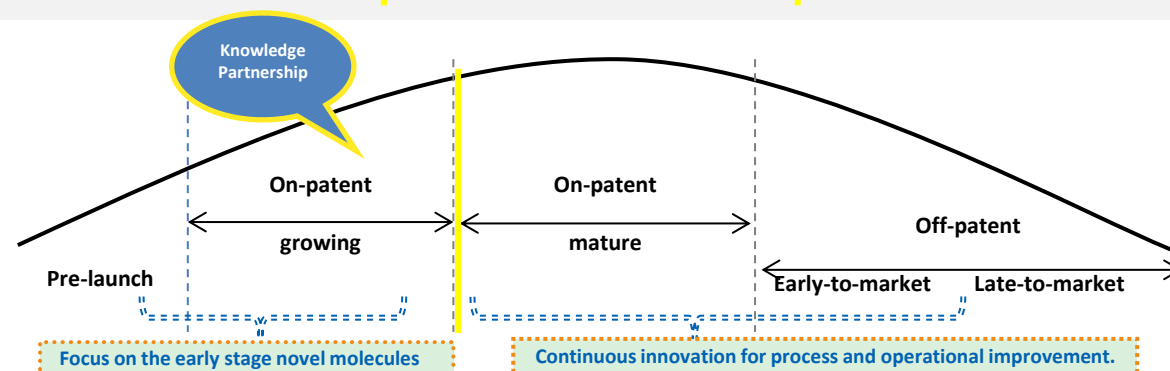 Knowledge
Partnership
On-patent
growing
On-patent
mature
Off-patent
Pre-launch
Early-to-market
Late-to-market
Focus on the early stage novel molecules
Continuous innovation for process and operational improvement.